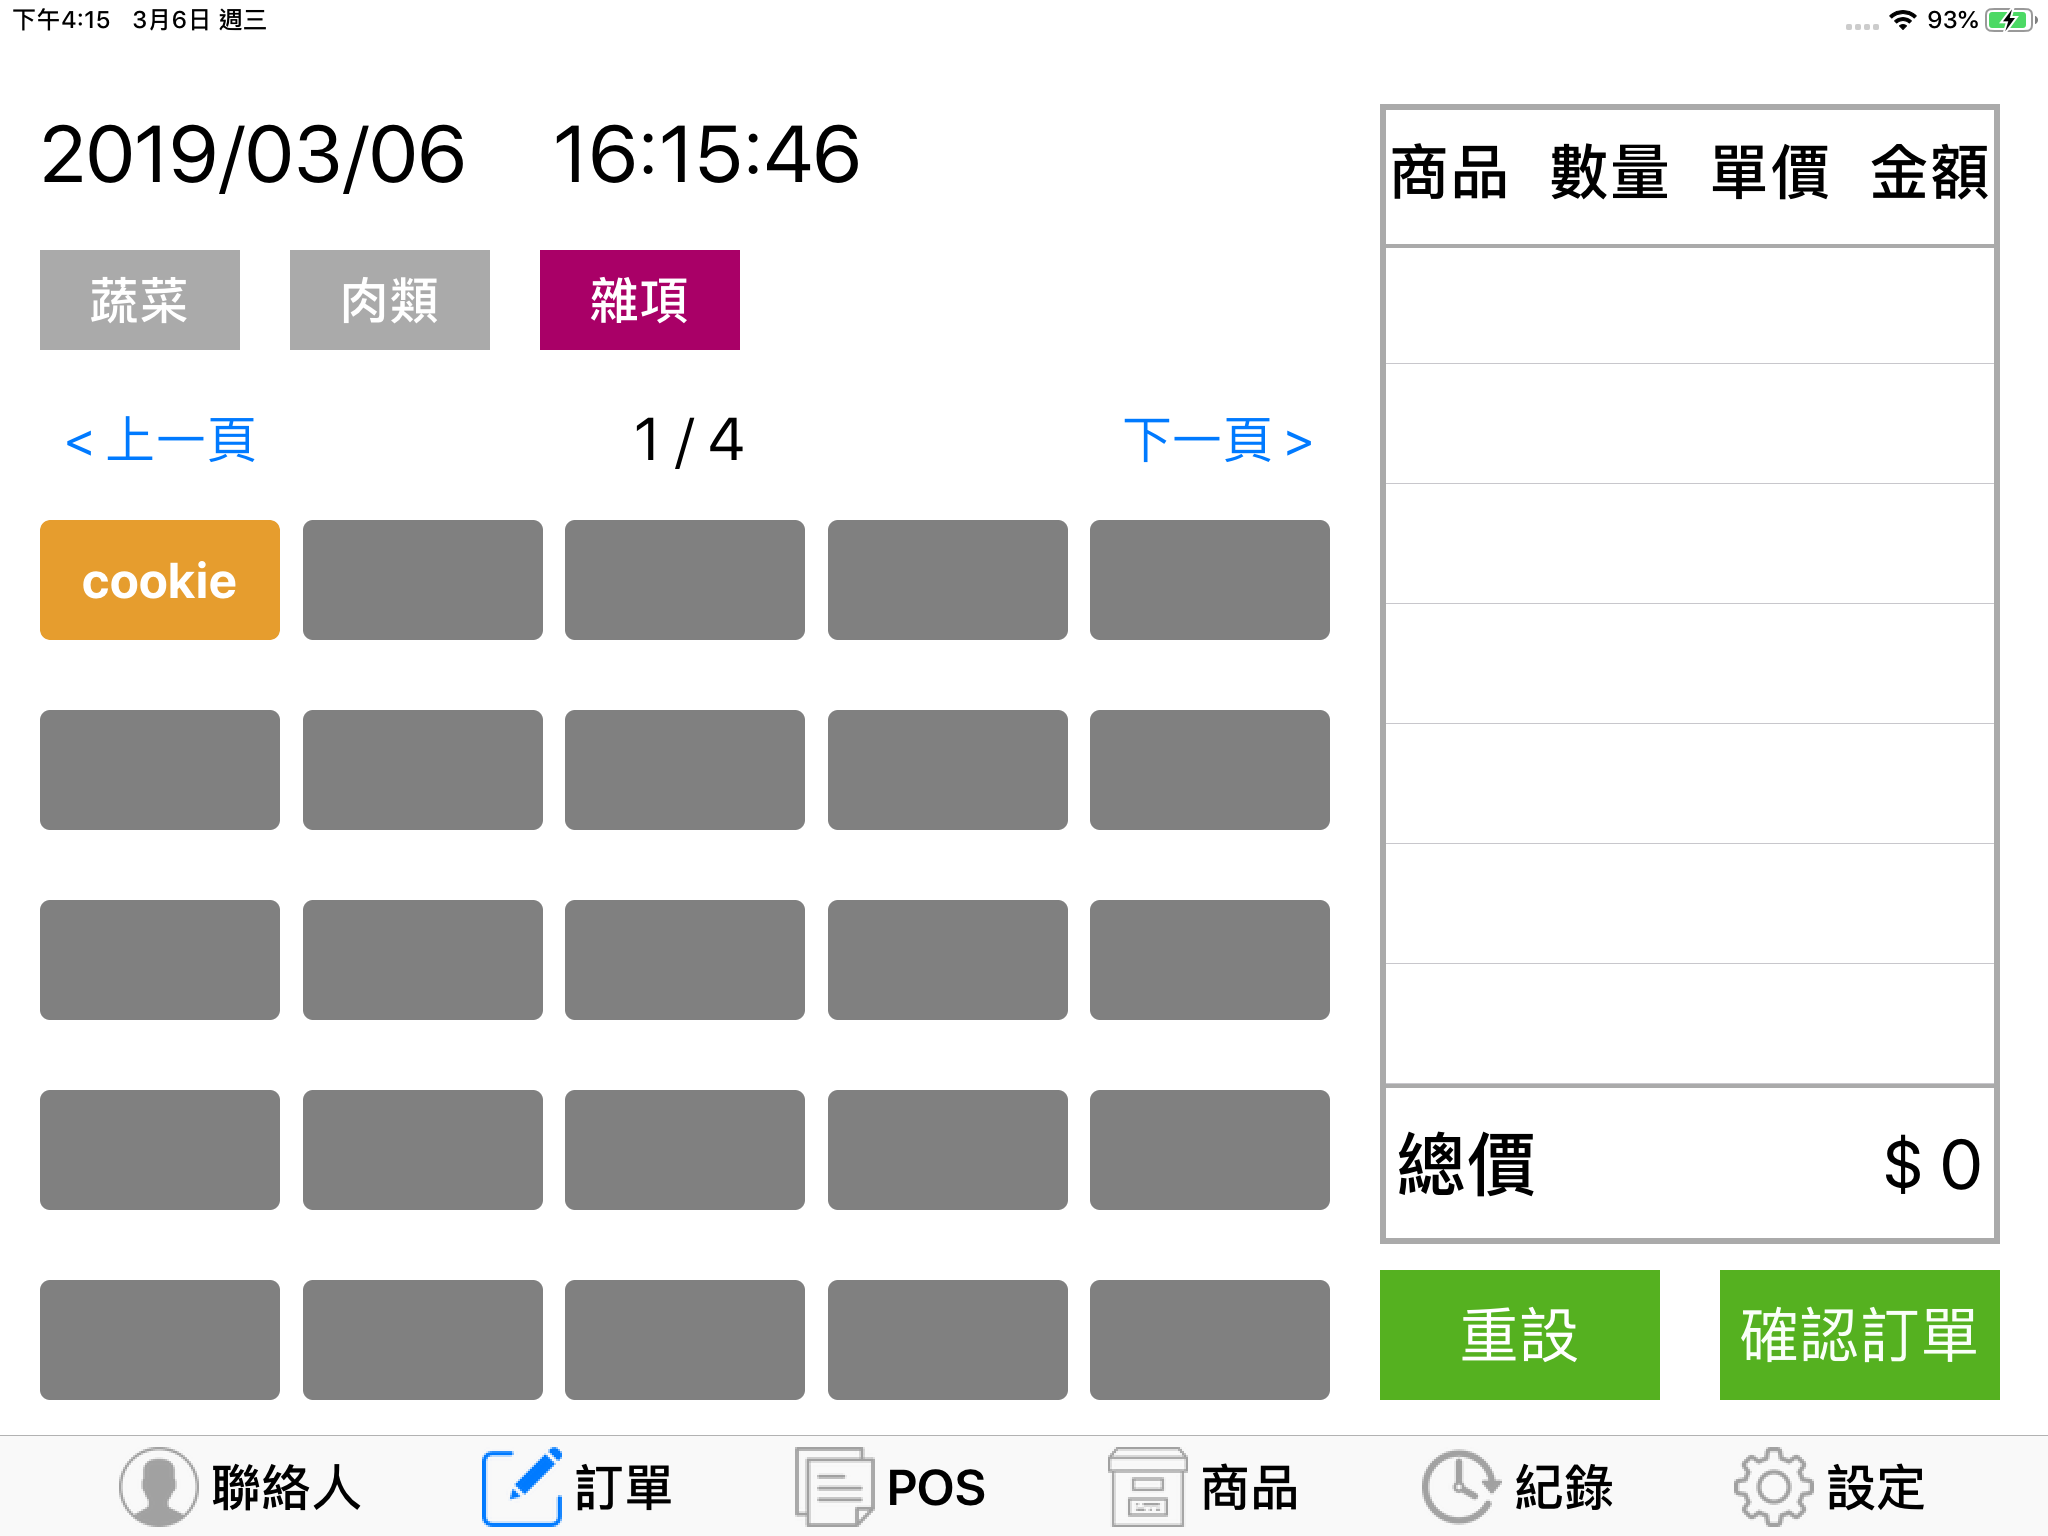 下午4:15 3月6日 週三 93%
2019/03/06 16:15:46
蔬菜 肉類 雜項
< 上一頁 1 / 4 下一頁 >
cookie
商品 數量 單價 金額
總價 $ 0
重設 確認訂單
聯絡人 訂單 POS 商品 紀錄 設定